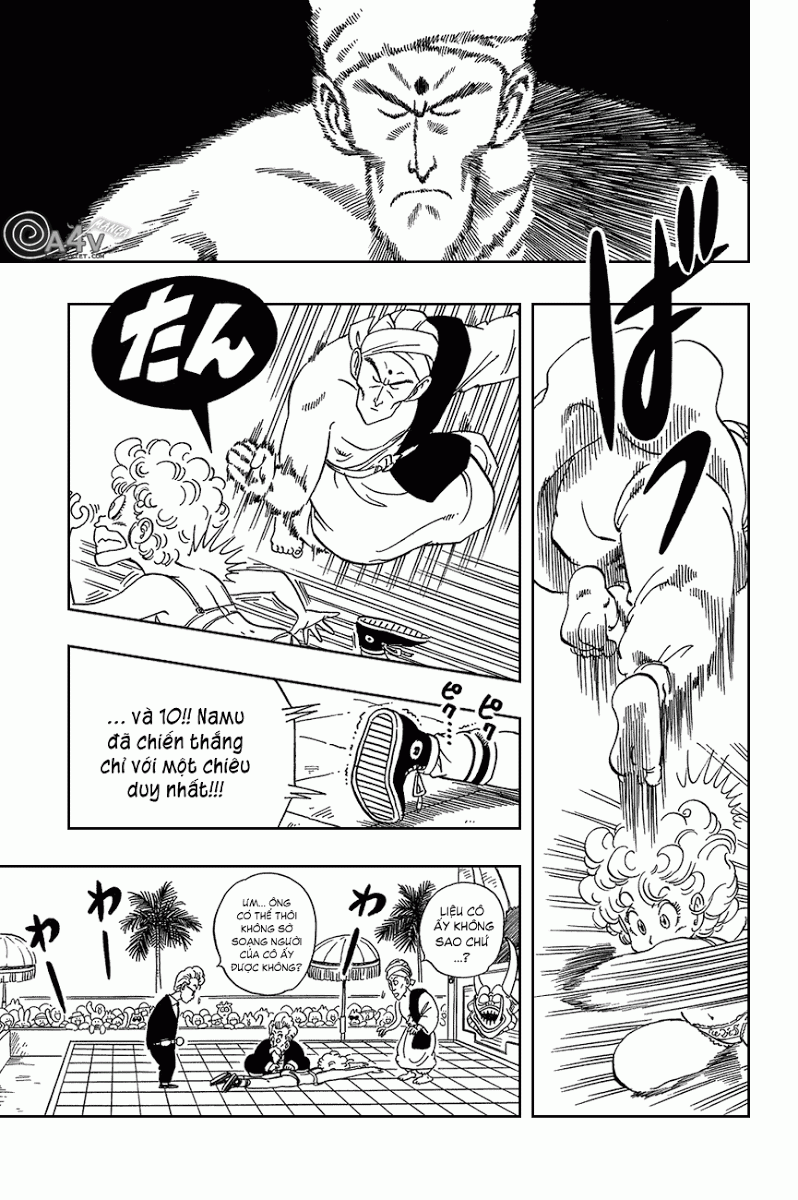 A4V
MANGA
ばっ
たん
ピク
ピク……
… và 10!! Namu
đã chiến thắng
chỉ với một chiêu
duy nhất!!!
わー
わー
わー
Liệu cô
ấy không
sao chứ
...?
Ưm... ông
có thể thôi
không sờ
soạng người
của cô ấy
được không?